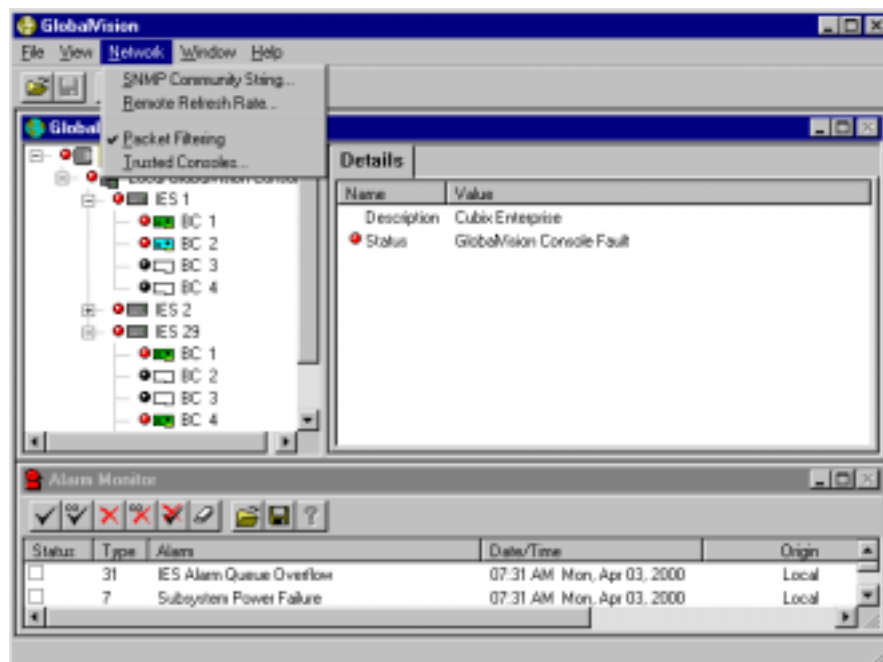 GlobalVision
File View Network Window Help
SNMP Community String...
Remote Refresh Rate...
Packet Filtering
Trusted Consoles...
Global
Local GlobalVision Consol
IES 1
BC 1
BC 2
BC 3
BC 4
IES 2
IES 29
BC 1
BC 2
BC 3
BC 4
Details
Name Value
Description Cubix Enterprise
Status GlobalVision Console Fault
Alarm Monitor
Status Type Alarm Date/Time Origin
31 IES Alarm Queue Overflow 07:31 AM Mon, Apr 03, 2000 Local
7 Subsystem Power Failure 07:31 AM Mon, Apr 03, 2000 Local